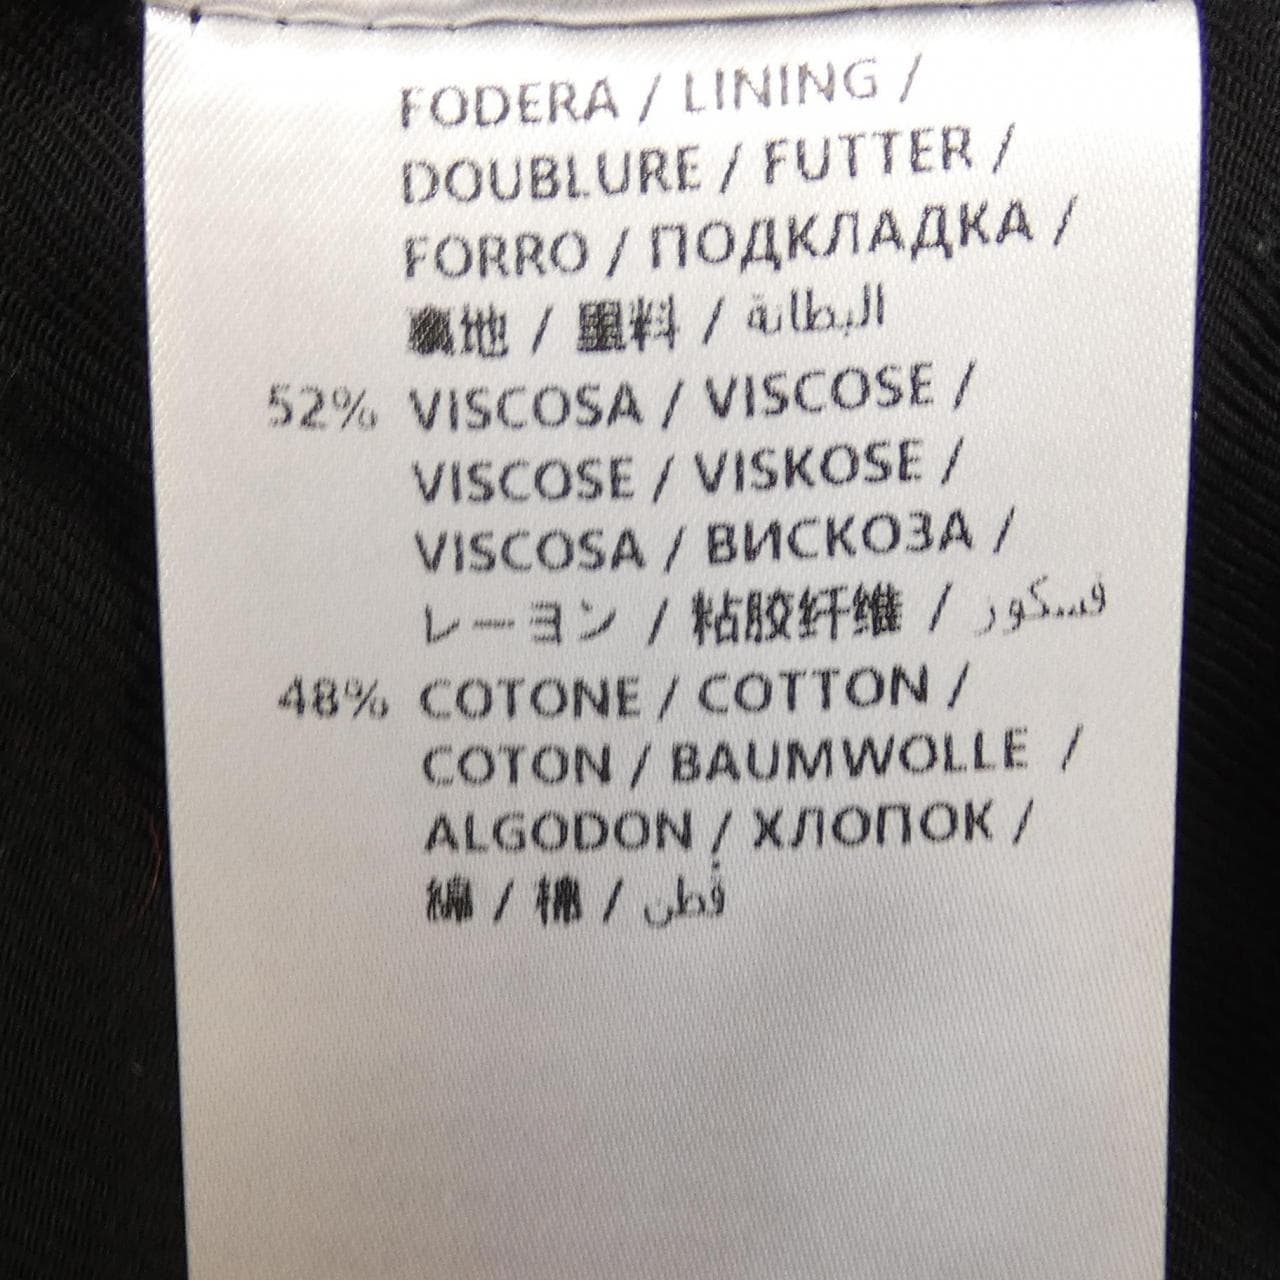 FODERA / LINING /
DOUBLURE / FUTTER /
FORRO / ПОДКЛАДКА /
裏地 / 里料 / البطانة
52% VISCOSA / VISCOSE /
VISCOSE / VISKOSE /
VISCOSA / ВИСКОЗА /
レーヨン / 粘胶纤维 / فسكوز
48% COTONE / COTTON /
COTON / BAUMWOLLE /
ALGODON / ХЛОПОК /
綿 / 棉 / قطن